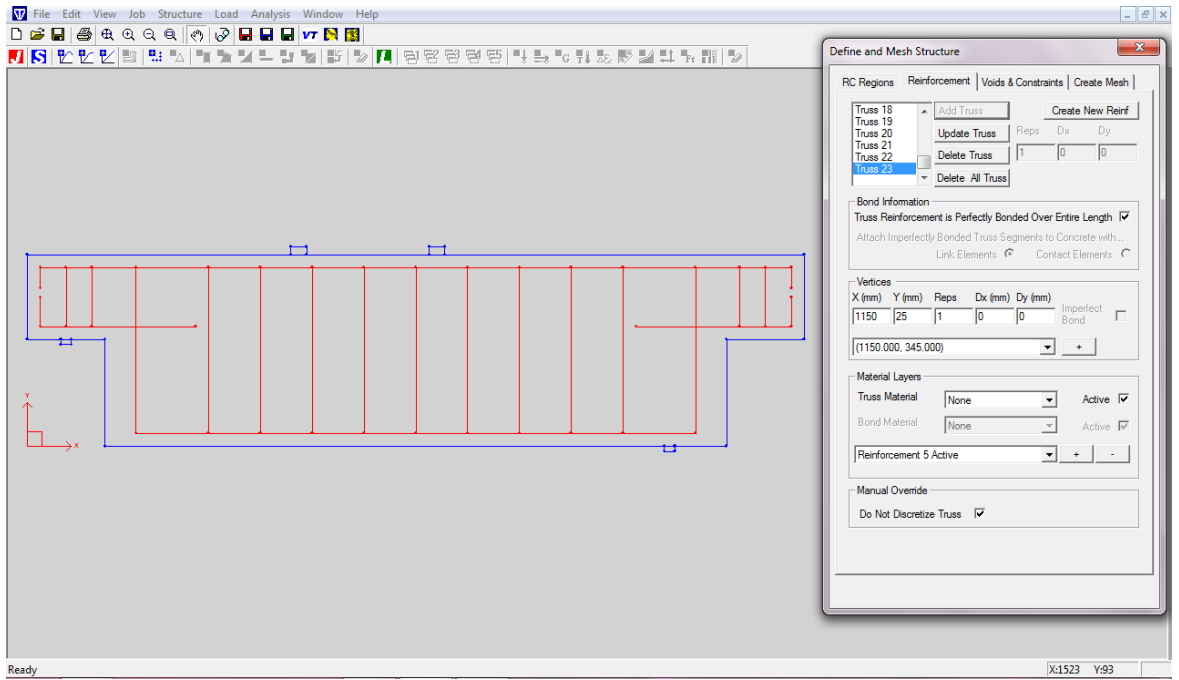 File Edit View Job Structure Load Analysis Window Help
VT
Define and Mesh Structure
RC Regions Reinforcement Voids & Constraints Create Mesh
Truss 18
Truss 19
Truss 20
Truss 21
Truss 22
Truss 23
Add Truss Create New Reinf
Update Truss Reps Dx Dy
Delete Truss 1 0 0
Delete All Truss
Bond Information
Truss Reinforcement is Perfectly Bonded Over Entire Length
Attach Imperfectly Bonded Truss Segments to Concrete with...
Link Elements Contact Elements
Vertices
X (mm) Y (mm) Reps Dx (mm) Dy (mm)
1150 25 1 0 0 Imperfect Bond
(1150.000, 345.000) +
Material Layers
Truss Material None Active
Bond Material None Active
Reinforcement 5 Active + -
Manual Override
Do Not Discretize Truss
Y
X
Ready X:1523 Y:93